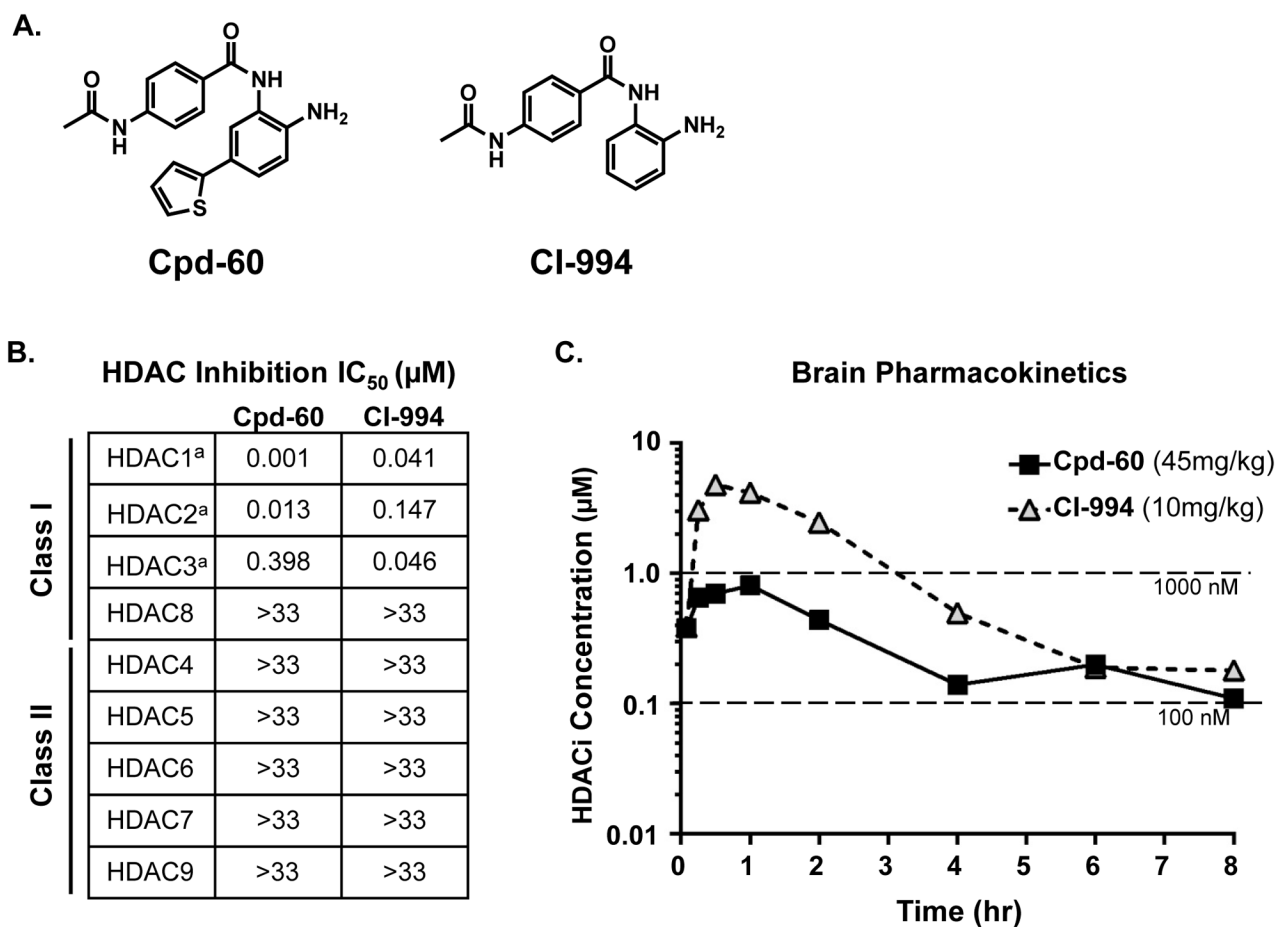 A.
O
NH
NH₂
O
N
H
S
Cpd-60
O
NH
NH₂
O
N
H
CI-994
B.
HDAC Inhibition IC₅₀ (µM)
Cpd-60 CI-994
Class I
HDAC1ᵃ 0.001 0.041
HDAC2ᵃ 0.013 0.147
HDAC3ᵃ 0.398 0.046
HDAC8 >33 >33
Class II
HDAC4 >33 >33
HDAC5 >33 >33
HDAC6 >33 >33
HDAC7 >33 >33
HDAC9 >33 >33
C.
Brain Pharmacokinetics
HDACi Concentration (µM)
10
1.0
0.1
0.01
Cpd-60 (45mg/kg)
CI-994 (10mg/kg)
1000 nM
100 nM
0 1 2 3 4 5 6 7 8
Time (hr)